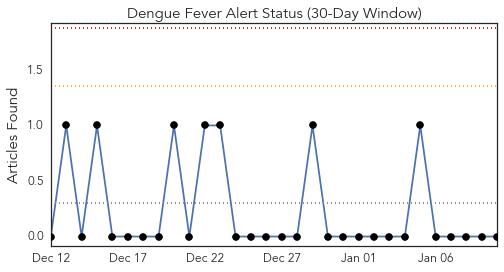 Dengue Fever Alert Status (30-Day Window)
Articles Found
1.5
1.0
0.5
0.0
Dec 12 Dec 17 Dec 22 Dec 27 Jan 01 Jan 06